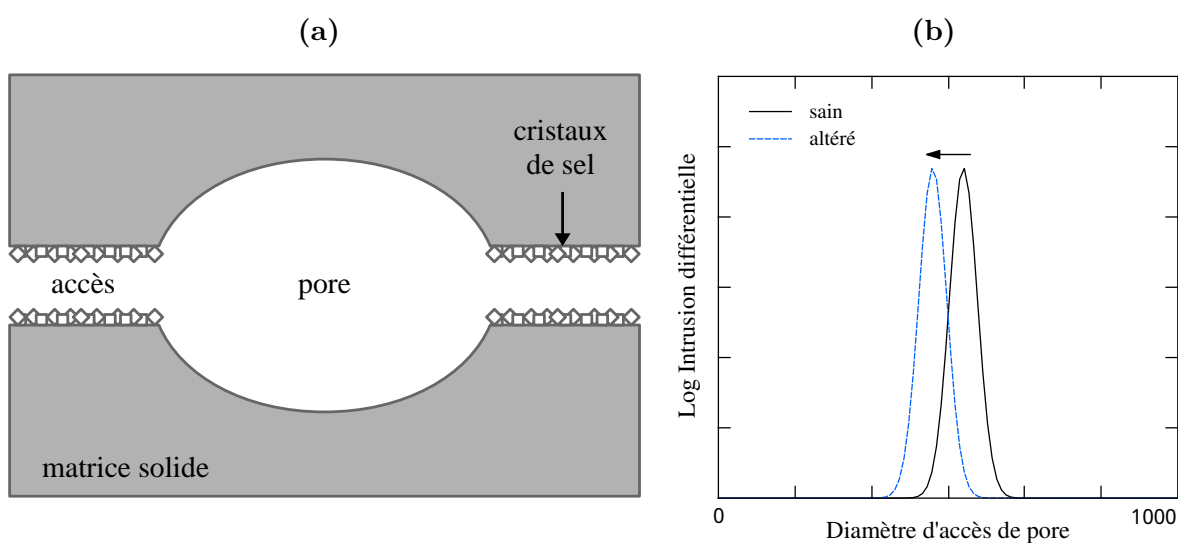 (a)
cristaux
de sel
accès
pore
matrice solide
(b)
sain
altéré
Log Intrusion différentielle
0
1000
Diamètre d'accès de pore